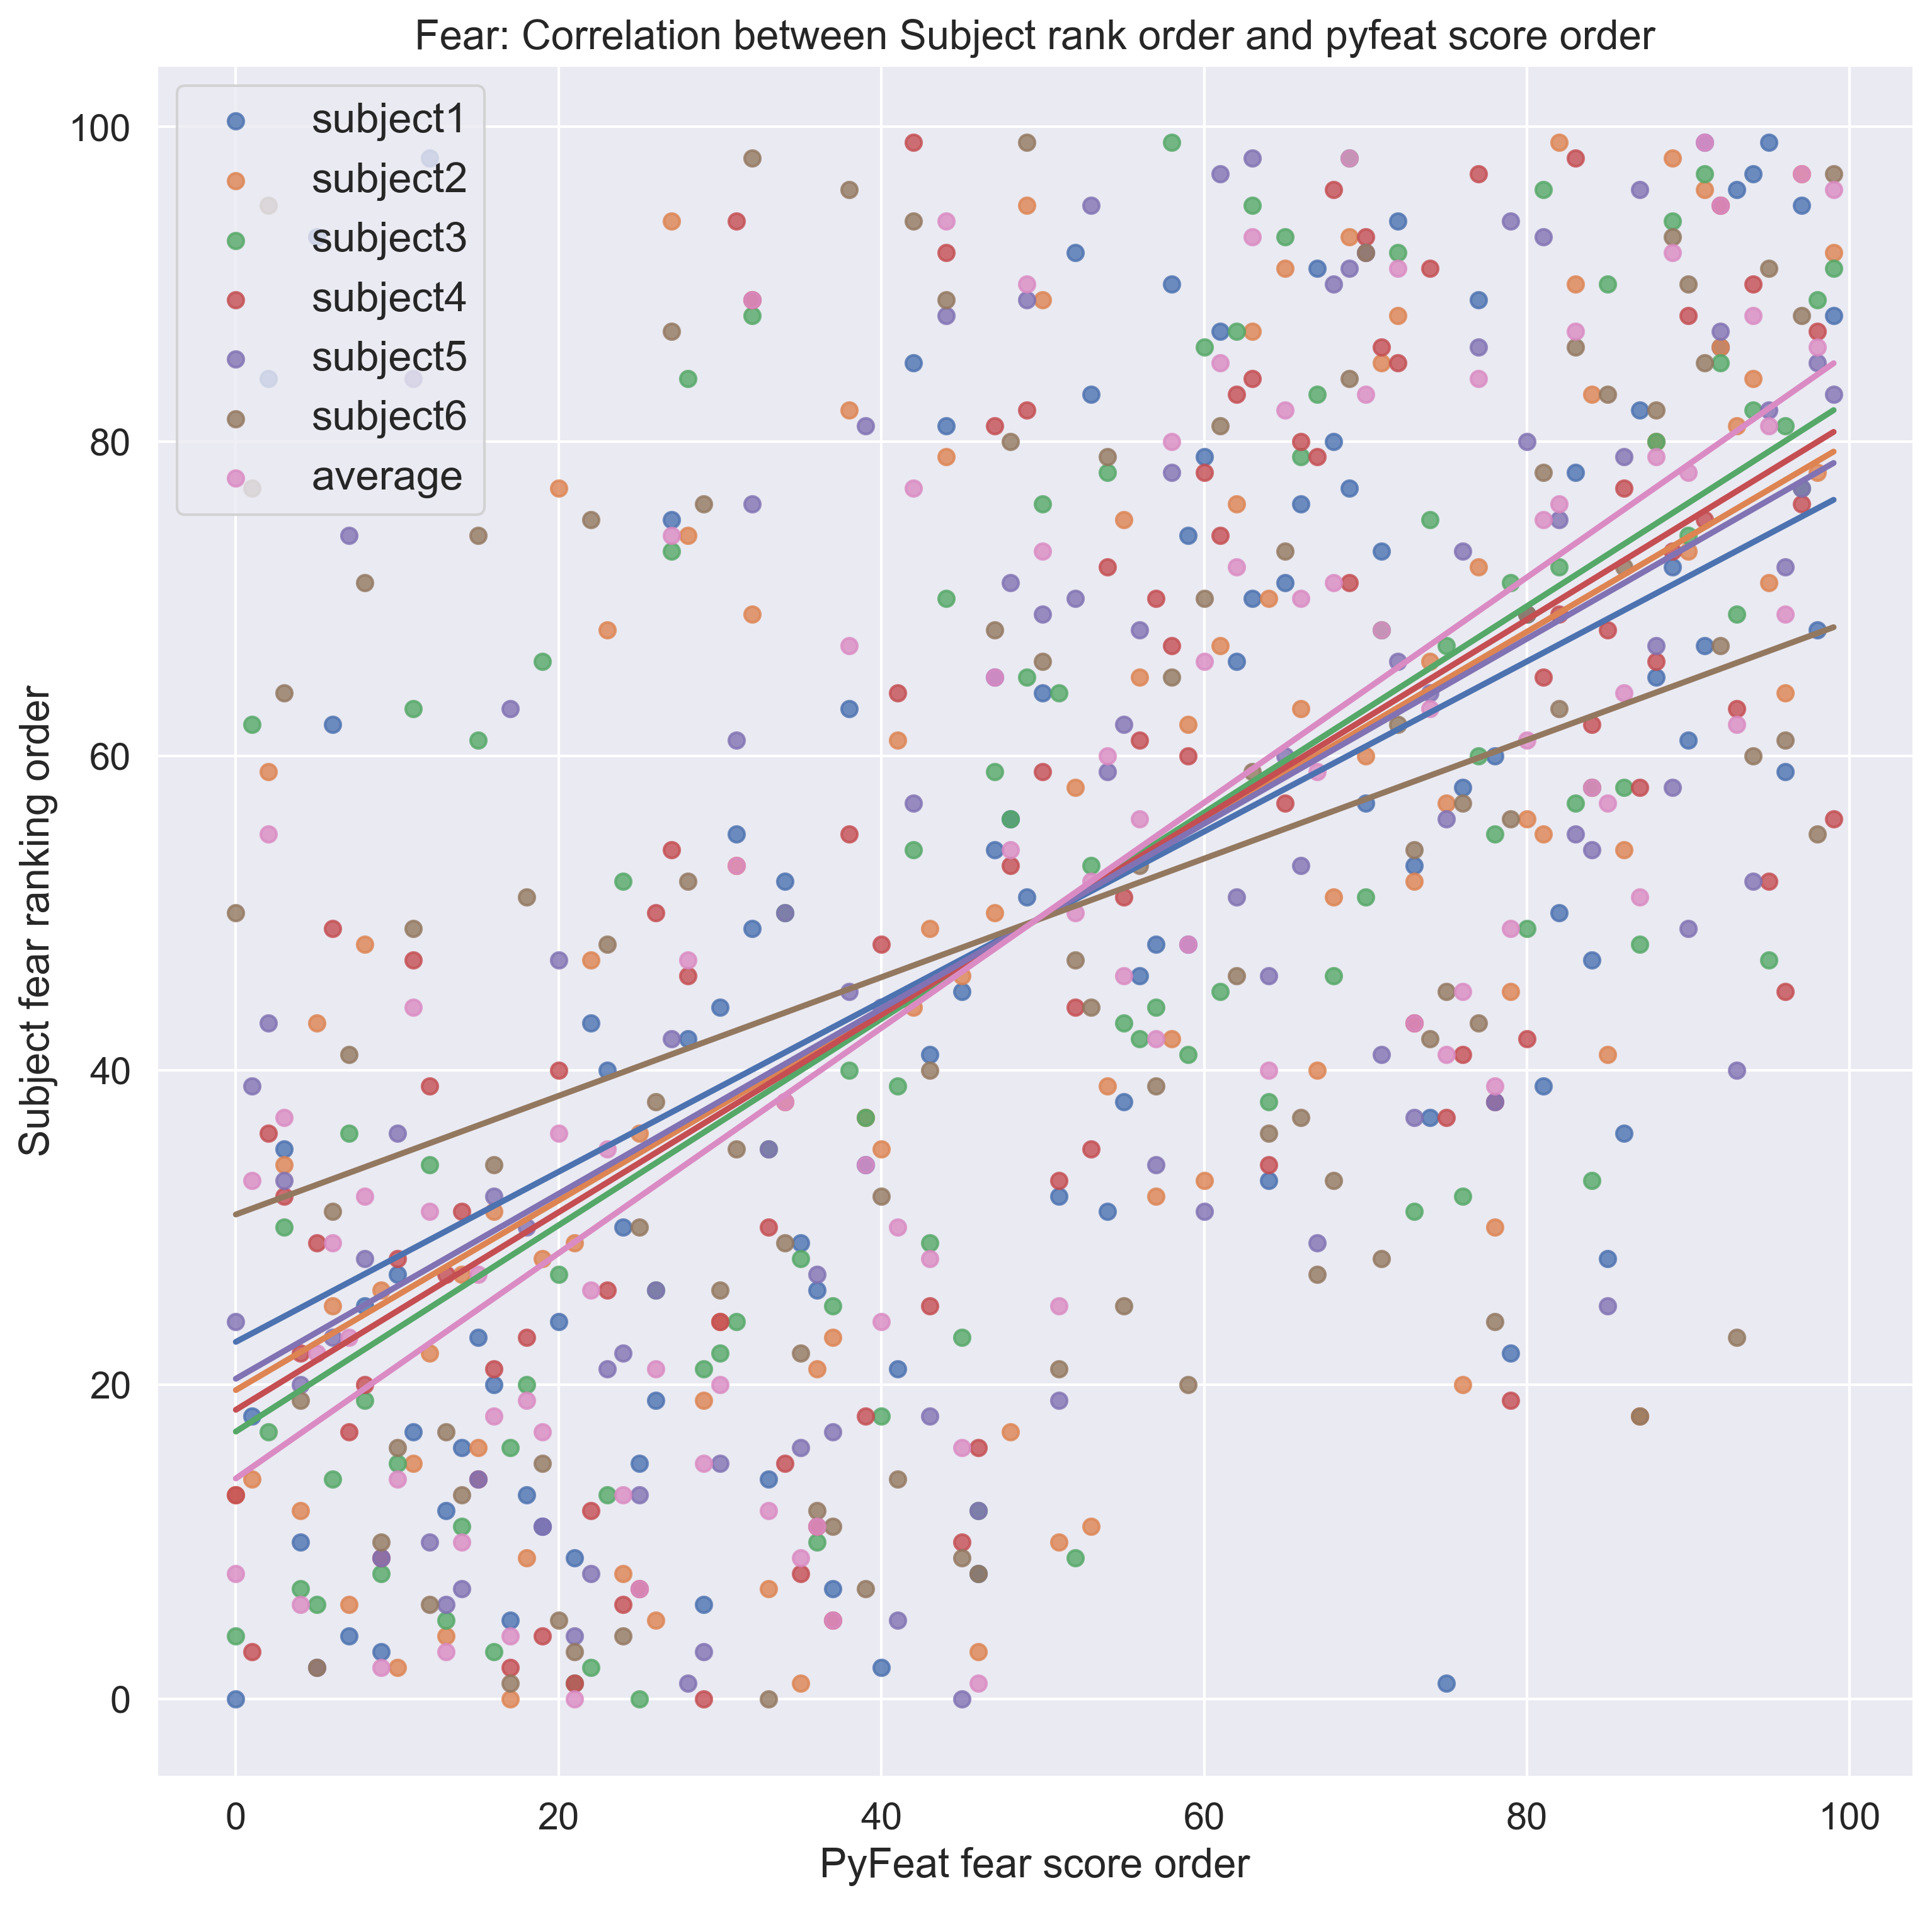 Fear: Correlation between Subject rank order and pyfeat score order
subject1
subject2
subject3
subject4
subject5
subject6
average
100
80
60
40
20
0
Subject fear ranking order
0 20 40 60 80 100
PyFeat fear score order